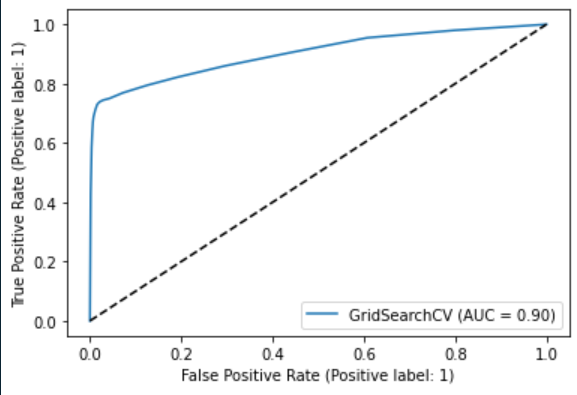 1.0
0.8
0.6
0.4
0.2
0.0
True Positive Rate (Positive label: 1)
GridSearchCV (AUC = 0.90)
0.0 0.2 0.4 0.6 0.8 1.0
False Positive Rate (Positive label: 1)